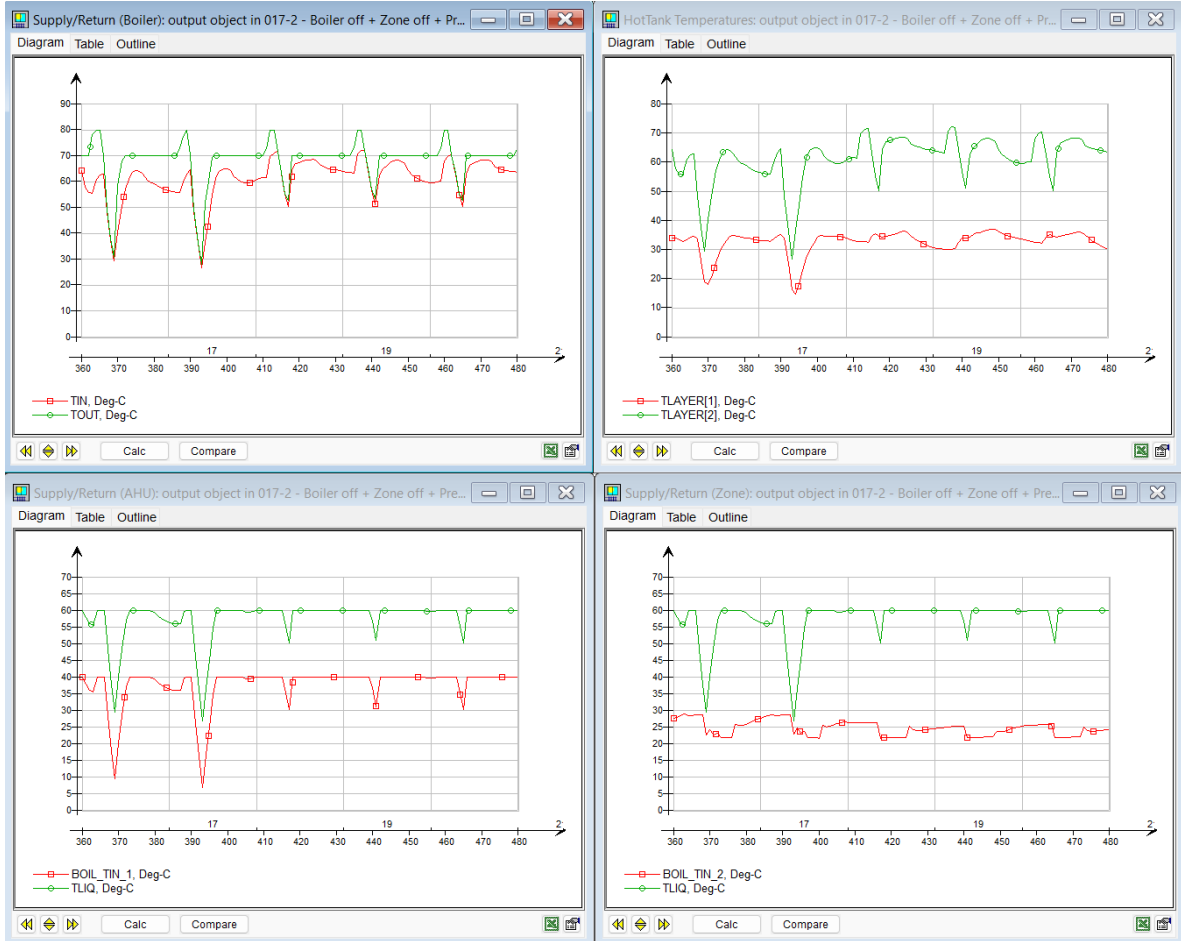 Supply/Return (Boiler): output object in 017-2 - Boiler off + Zone off + Pr...
Diagram Table Outline
90
80
70
60
50
40
30
20
10
0
17 19 2
360 370 380 390 400 410 420 430 440 450 460 470 480
TIN, Deg-C
TOUT, Deg-C
Calc Compare
HotTank Temperatures: output object in 017-2 - Boiler off + Zone off + P...
Diagram Table Outline
80
70
60
50
40
30
20
10
0
17 19 2
360 370 380 390 400 410 420 430 440 450 460 470 480
TLAYER[1], Deg-C
TLAYER[2], Deg-C
Calc Compare
Supply/Return (AHU): output object in 017-2 - Boiler off + Zone off + Pre...
Diagram Table Outline
70
65
60
55
50
45
40
35
30
25
20
15
10
5
0
17 19 2
360 370 380 390 400 410 420 430 440 450 460 470 480
BOIL_TIN_1, Deg-C
TLIQ, Deg-C
Calc Compare
Supply/Return (Zone): output object in 017-2 - Boiler off + Zone off + Pre...
Diagram Table Outline
70
65
60
55
50
45
40
35
30
25
20
15
10
5
0
17 19 2
360 370 380 390 400 410 420 430 440 450 460 470 480
BOIL_TIN_2, Deg-C
TLIQ, Deg-C
Calc Compare